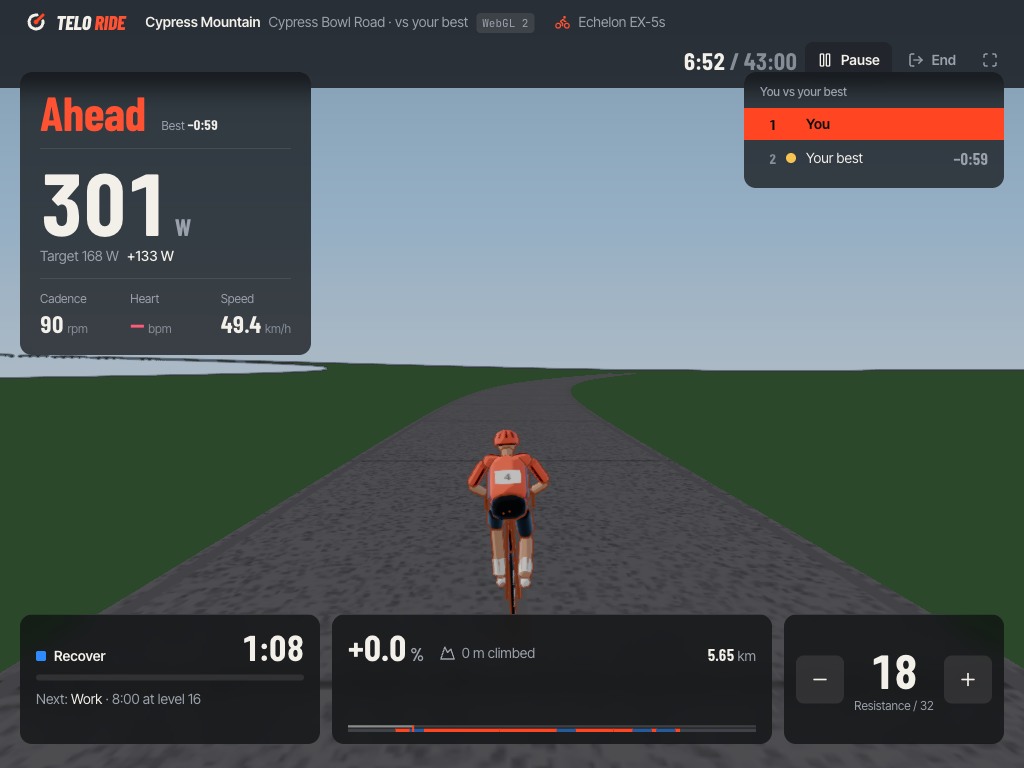 TELO RIDE Cypress Mountain Cypress Bowl Road · vs your best WebGL 2 Echelon EX-5s
6:52 / 43:00 Pause End
Ahead Best −0:59
301 W
Target 168 W +133 W
Cadence Heart Speed
90 rpm — bpm 49.4 km/h
You vs your best
1 You
2 Your best −0:59
4
Recover 1:08
Next: Work · 8:00 at level 16
+0.0 % 0 m climbed 5.65 km
− 18 +
Resistance / 32